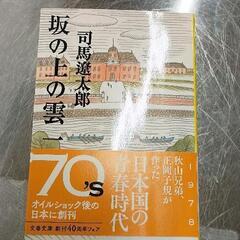 司馬遼太郎
坂の上の雲 一
1978
秋山兄弟、
正岡子規が
作った
日本国の
青春時代
70's
オイルショック後の
日本に創刊
文春文庫 創刊40周年フェア